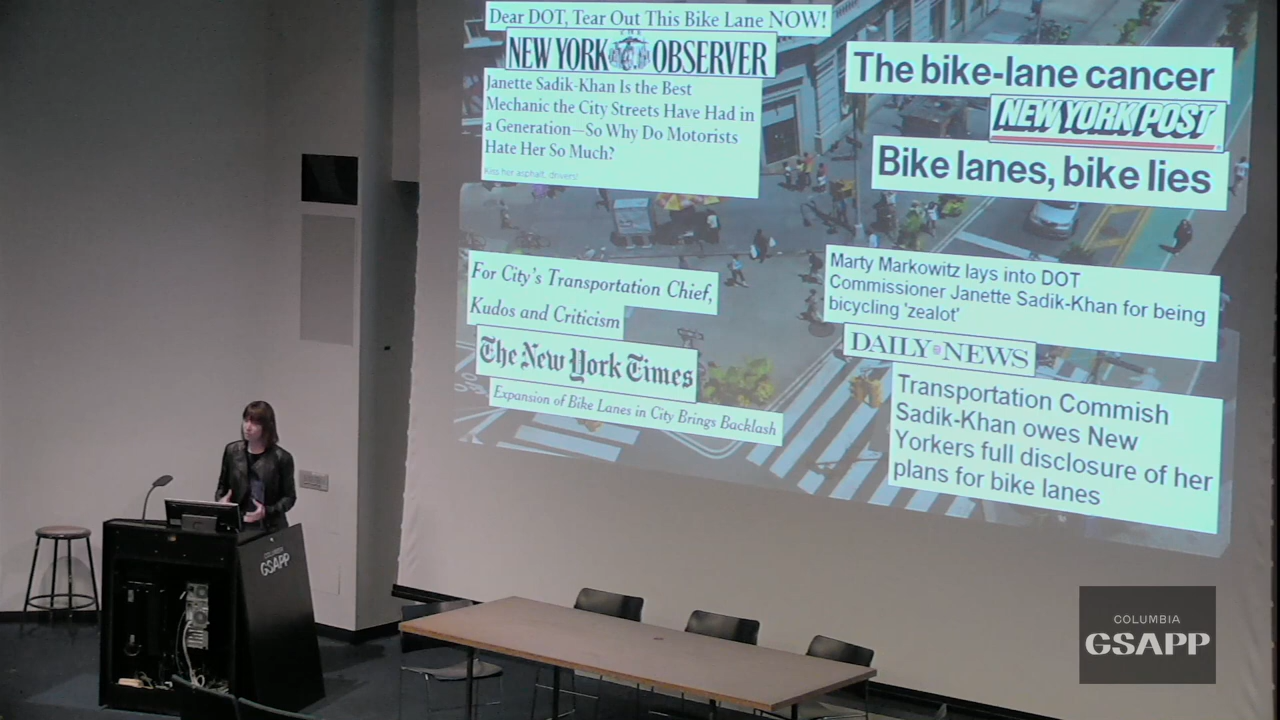 Dear DOT, Tear Out This Bike Lane NOW!
NEW YORK OBSERVER
Janette Sadik-Khan Is the Best
Mechanic the City Streets Have Had in
a Generation—So Why Do Motorists
Hate Her So Much?
Kiss her asphalt, drivers!
The bike-lane cancer
NEW YORK POST
Bike lanes, bike lies
For City's Transportation Chief,
Kudos and Criticism
The New York Times
Expansion of Bike Lanes in City Brings Backlash
Marty Markowitz lays into DOT
Commissioner Janette Sadik-Khan for being
bicycling 'zealot'
DAILY NEWS
Transportation Commish
Sadik-Khan owes New
Yorkers full disclosure of her
plans for bike lanes
COLUMBIA
GSAPP
COLUMBIA
GSAPP